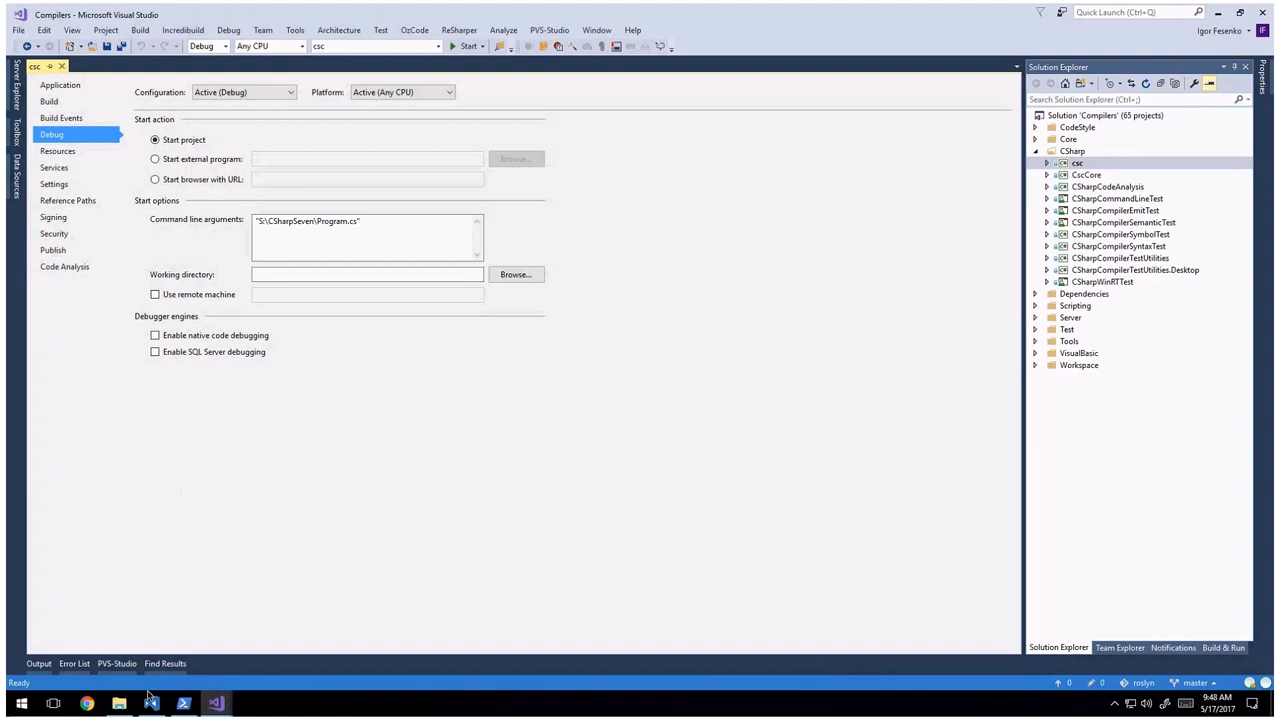 Compilers - Microsoft Visual Studio
Quick Launch (Ctrl+Q)
File Edit View Project Build Incredibuild Debug Team Tools Architecture Test OzCode ReSharper Analyze PVS-Studio Window Help
Igor Fesenko IF
Debug Any CPU csc Start
Server Explorer
Toolbox
Data Sources
csc
Application
Build
Build Events
Debug
Resources
Services
Settings
Reference Paths
Signing
Security
Publish
Code Analysis
Configuration: Active (Debug) Platform: Active (Any CPU)
Start action
Start project
Start external program: Browse...
Start browser with URL:
Start options
Command line arguments: "S:\CSharpSeven\Program.cs"
Working directory: Browse...
Use remote machine
Debugger engines
Enable native code debugging
Enable SQL Server debugging
Solution Explorer
Search Solution Explorer (Ctrl+;)
Solution 'Compilers' (65 projects)
CodeStyle
Core
CSharp
csc
CscCore
CSharpCodeAnalysis
CSharpCommandLineTest
CSharpCompilerEmitTest
CSharpCompilerSemanticTest
CSharpCompilerSymbolTest
CSharpCompilerSyntaxTest
CSharpCompilerTestUtilities
CSharpCompilerTestUtilities.Desktop
CSharpWinRTTest
Dependencies
Scripting
Server
Test
Tools
VisualBasic
Workspace
Properties
Solution Explorer Team Explorer Notifications Build & Run
Output Error List PVS-Studio Find Results
Ready
0 0 roslyn master
9:48 AM
5/17/2017